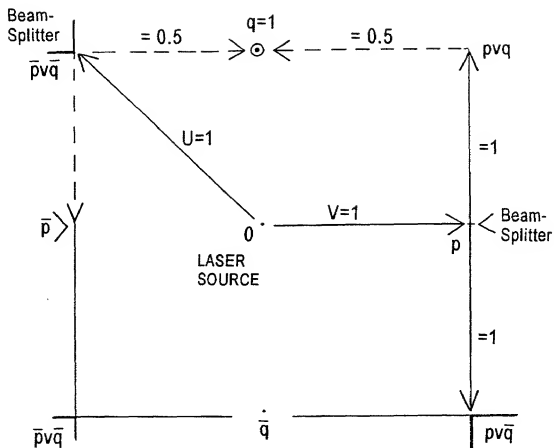 Beam-
Splitter
= 0.5
q=1
= 0.5
p̄vq̄
pvq
U=1
=1
V=1
p̄
0
p
Beam-
Splitter
LASER
SOURCE
=1
p̄vq̄
q̄
pvq̄